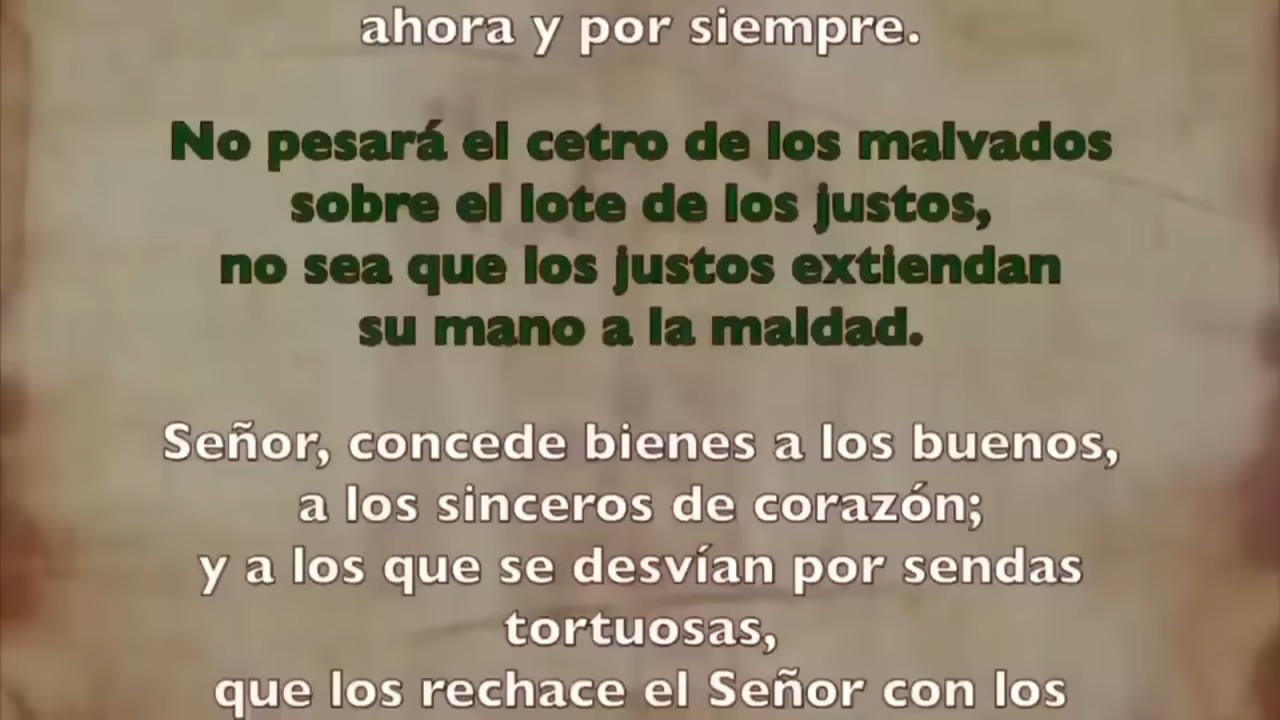 ahora y por siempre.
No pesará el cetro de los malvados
sobre el lote de los justos,
no sea que los justos extiendan
su mano a la maldad.
Señor, concede bienes a los buenos,
a los sinceros de corazón;
y a los que se desvían por sendas
tortuosas,
que los rechace el Señor con los